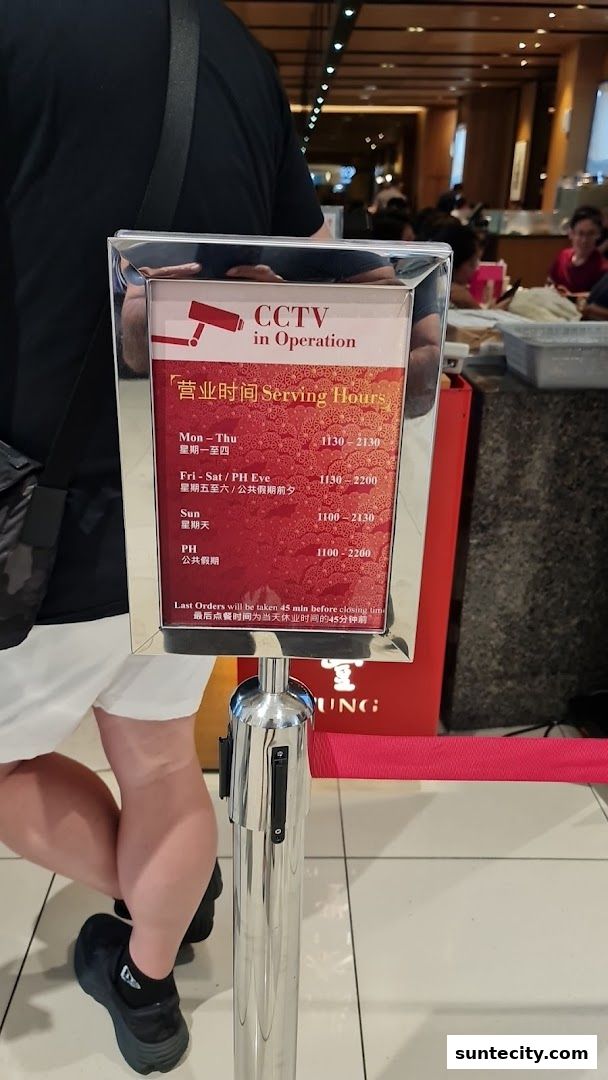 CCTV
in Operation
营业时间 Serving Hours
Mon – Thu 1130 – 2130
星期一至四
Fri - Sat / PH Eve 1130 – 2200
星期五至六 / 公共假期前夕
Sun 1100 – 2130
星期天
PH 1100 - 2200
公共假期
Last Orders will be taken 45 min before closing time
最后点餐时间为当天休业时间的45分钟前
suntecity.com